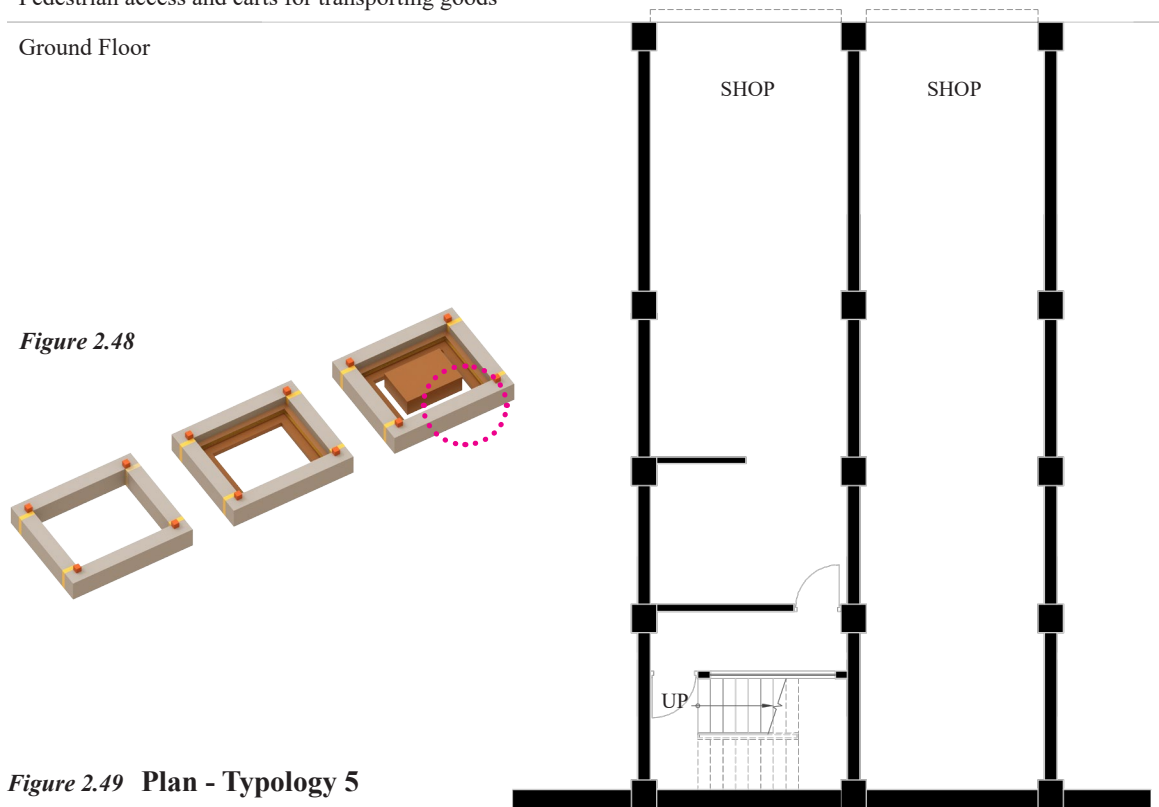 Pedestrian access and carts for transporting goods
Ground Floor
SHOP SHOP
Figure 2.48
UP
Figure 2.49 Plan - Typology 5